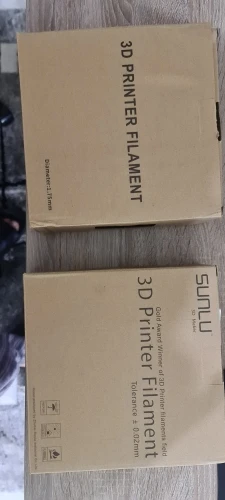 3D PRINTER FILAMENT
Diameter:1.75mm
SUNLU
3D Printer Filament
Gold Award Winner of 3D Printer Filaments Field
Tolerance ± 0.02mm